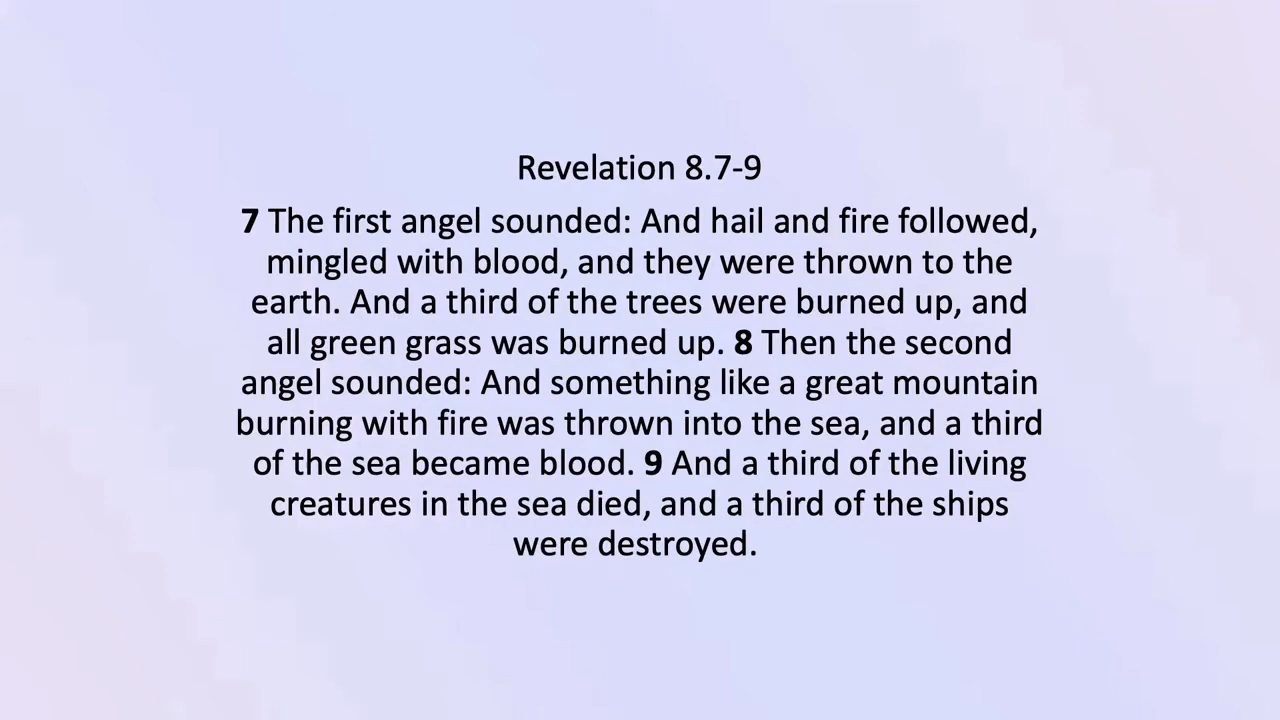 Revelation 8.7-9
7 The first angel sounded: And hail and fire followed,
mingled with blood, and they were thrown to the
earth. And a third of the trees were burned up, and
all green grass was burned up. 8 Then the second
angel sounded: And something like a great mountain
burning with fire was thrown into the sea, and a third
of the sea became blood. 9 And a third of the living
creatures in the sea died, and a third of the ships
were destroyed.